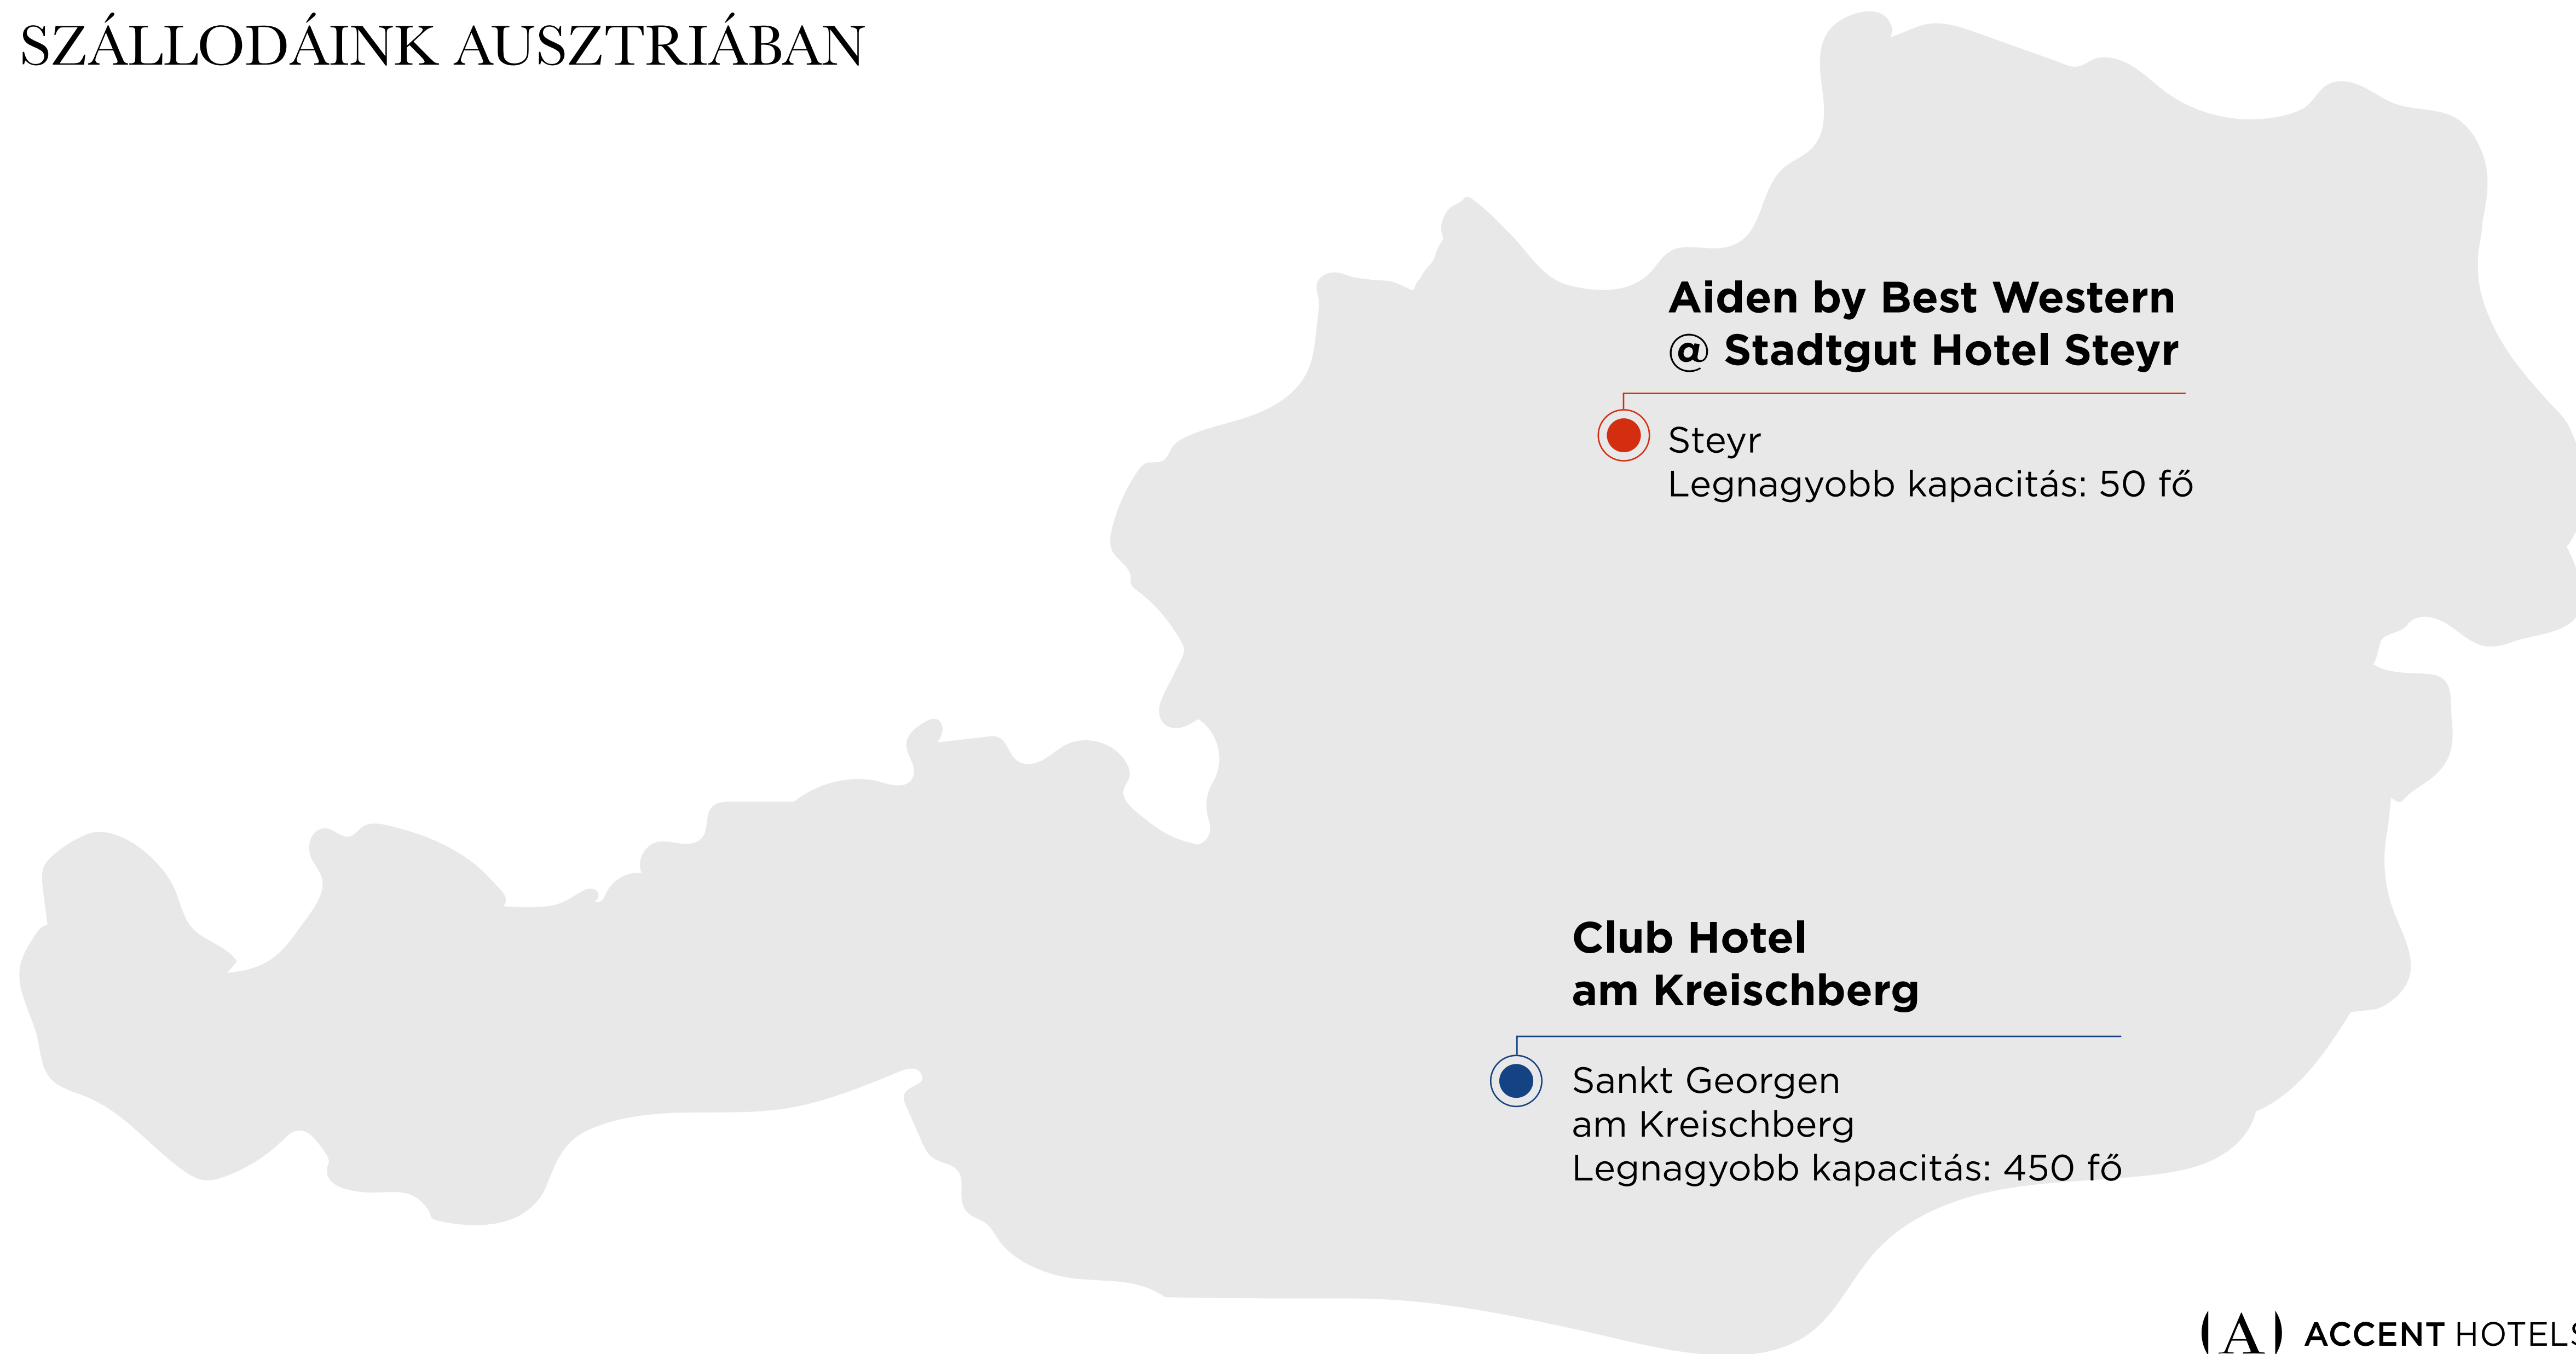 SZÁLLODÁINK AUSZTRIÁBAN
Aiden by Best Western
@ Stadtgut Hotel Steyr
Steyr
Legnagyobb kapacitás: 50 fő
Club Hotel
am Kreischberg
Sankt Georgen
am Kreischberg
Legnagyobb kapacitás: 450 fő
(A) ACCENT HOTELS